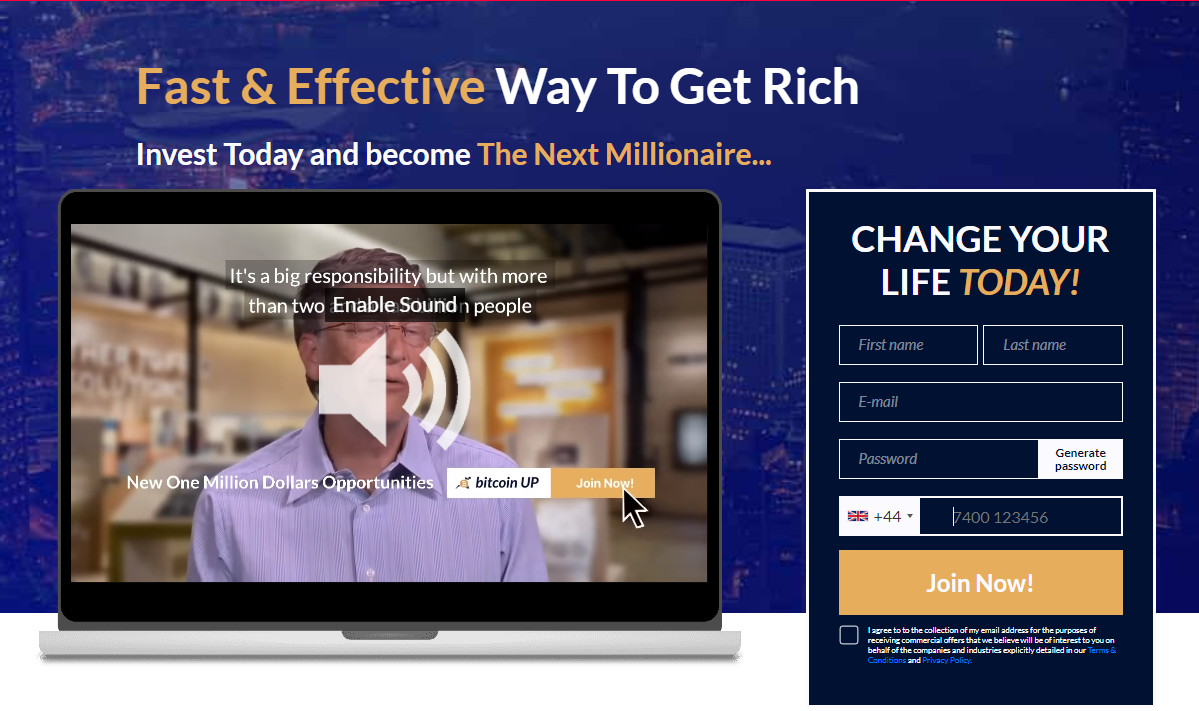 Fast & Effective Way To Get Rich
Invest Today and become The Next Millionaire...
It's a big responsibility but with more
than two
people
Enable Sound
New One Million Dollars Opportunities
bitcoin UP
Join Now!
CHANGE YOUR
LIFE TODAY!
First name
Last name
E-mail
Password
Generate
password
+44
7400 123456
Join Now!
I agree to to the collection of my email address for the purposes of
receiving commercial offers that we believe will be of interest to you on
behalf of the companies and industries explicitly detailed in our Terms &
Conditions and Privacy Policy.